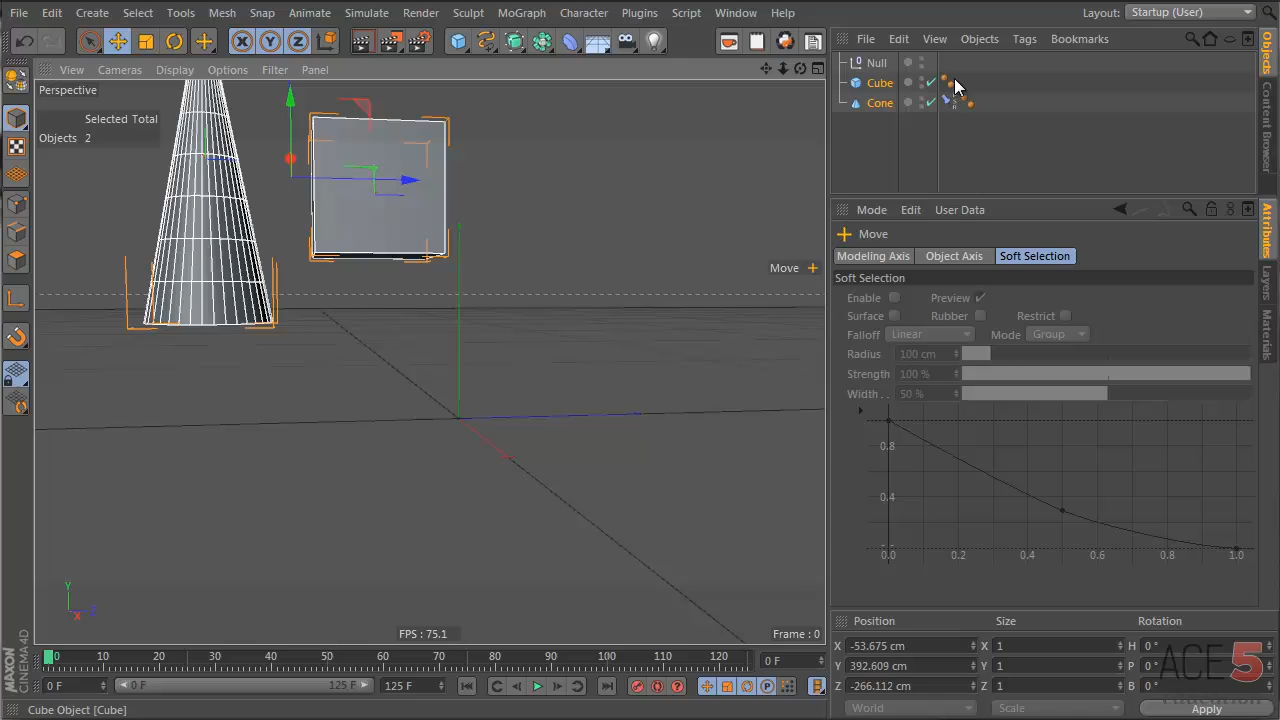 File Edit Create Select Tools Mesh Snap Animate Simulate Render Sculpt MoGraph Character Plugins Script Window Help Layout: Startup (User)
File Edit View Objects Tags Bookmarks
View Cameras Display Options Filter Panel
Null
Cube
Cone
Perspective
Selected Total
Objects 2
Move
FPS : 75.1
Frame : 0
Y
Z
X
Objects
Content Browser
Attributes
Layers
Materials
Mode Edit User Data
Move
Modeling Axis Object Axis Soft Selection
Soft Selection
Enable Preview
Surface Rubber Restrict
Falloff Linear Mode Group
Radius 100 cm
Strength 100 %
Width . . 50 %
0.8
0.4
0.0 0.2 0.4 0.6 0.8 1.0
0 10 20 30 40 50 60 70 80 90 100 110 120 0 F
0 F 0 F 125 F 125 F
Position Size Rotation
X -53.675 cm X 1 H 0 °
Y 392.609 cm Y 1 P 0 °
Z -266.112 cm Z 1 B 0 °
World Scale Apply
ACE 5
MAXON CINEMA 4D
Cube Object [Cube]